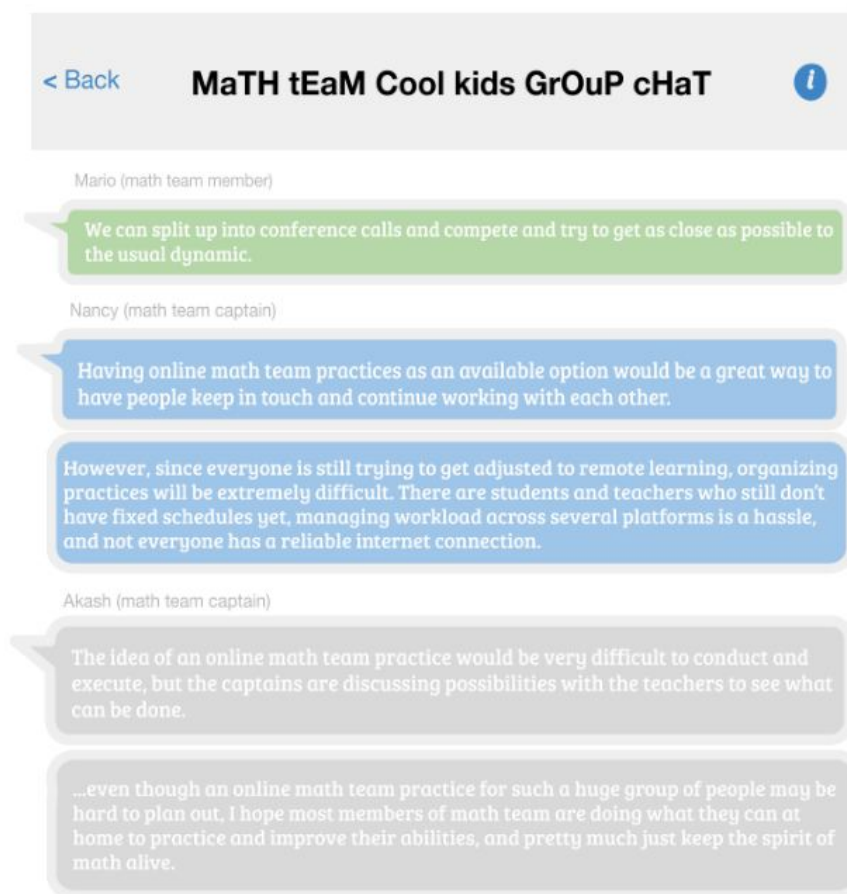 < Back
MaTH tEaM Cool kids GrOuP cHaT
i
Mario (math team member)
We can split up into conference calls and compete and try to get as close as possible to
the usual dynamic.
Nancy (math team captain)
Having online math team practices as an available option would be a great way to
have people keep in touch and continue working with each other.
However, since everyone is still trying to get adjusted to remote learning, organizing
practices will be extremely difficult. There are students and teachers who still don't
have fixed schedules yet, managing workload across several platforms is a hassle,
and not everyone has a reliable internet connection.
Akash (math team captain)
The idea of an online math team practice would be very difficult to conduct and
execute, but the captains are discussing possibilities with the teachers to see what
can be done.
...even though an online math team practice for such a huge group of people may be
hard to plan out, I hope most members of math team are doing what they can at
home to practice and improve their abilities, and pretty much just keep the spirit of
math alive.